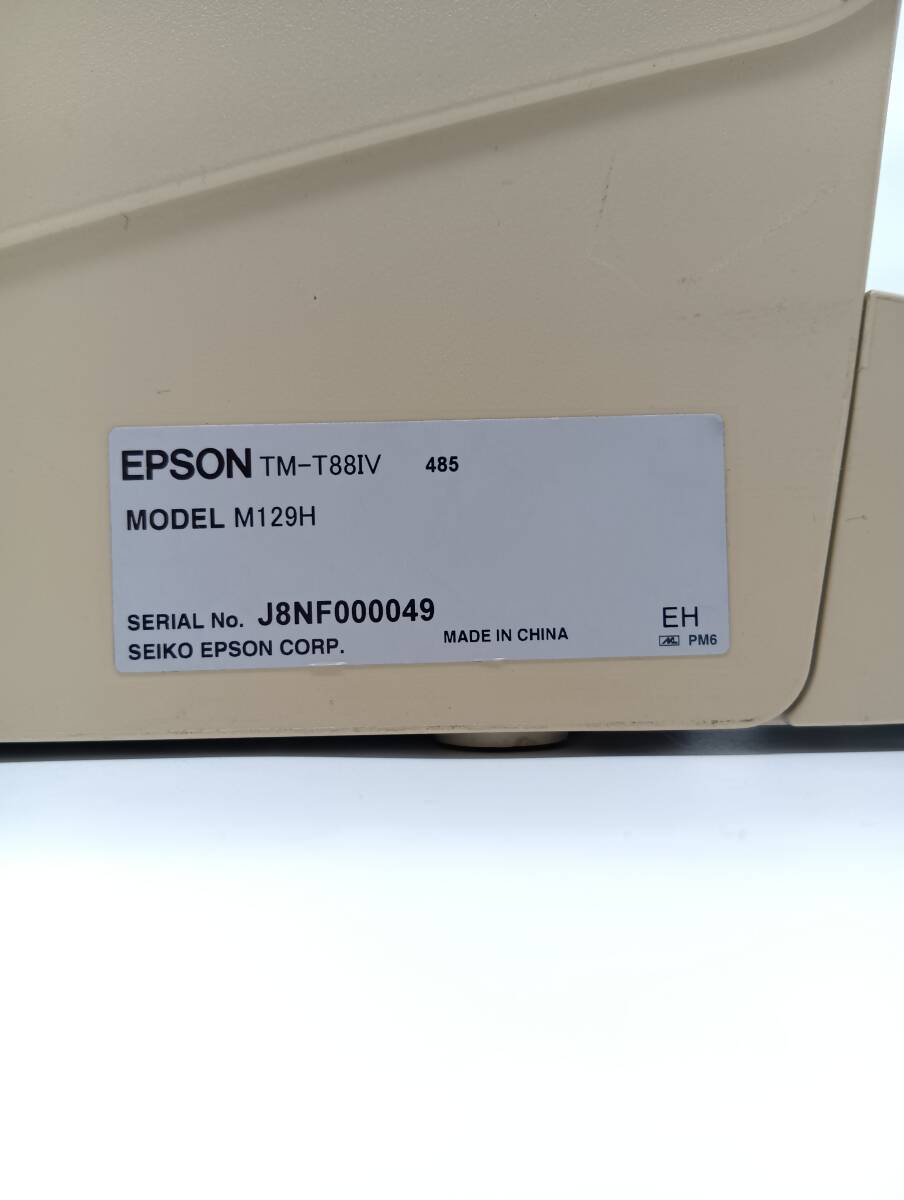 EPSON TM-T88IV 485
MODEL M129H
SERIAL No. J8NF000049
SEIKO EPSON CORP.
MADE IN CHINA
EH
PM6